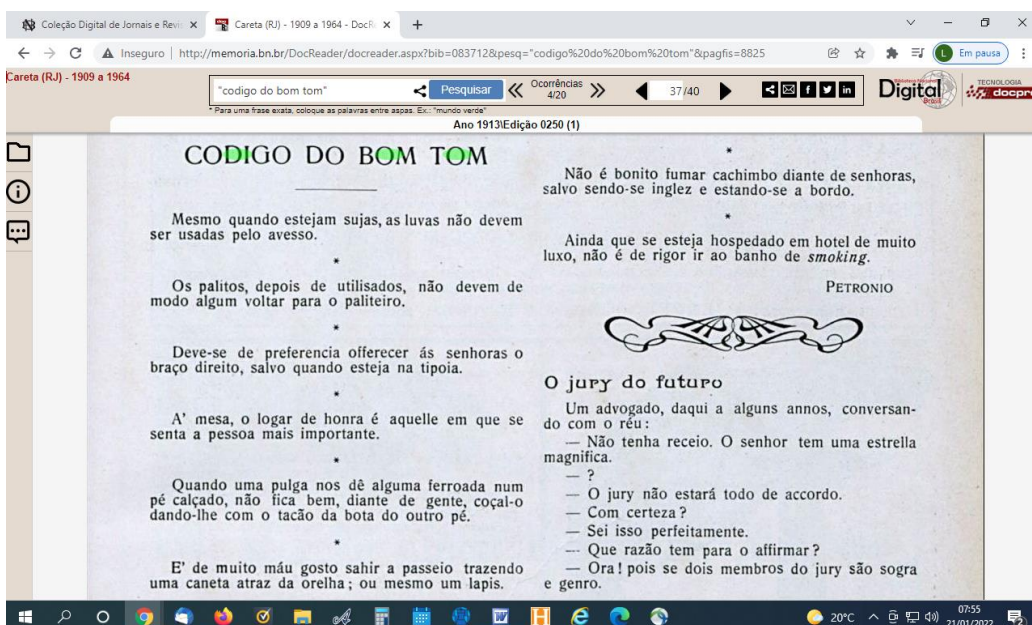 Coleção Digital de Jornais e Revis
Careta (RJ) - 1909 a 1964 - DocRe
Inseguro
http://memoria.bn.br/DocReader/docreader.aspx?bib=083712&pesq="codigo%20do%20bom%20tom"&pagfis=8825
L
Em pausa
Careta (RJ) - 1909 a 1964
"codigo do bom tom"
Pesquisar
Ocorrências
4/20
37/40
Digital
Brasil
TECNOLOGIA
docpro
* Para uma frase exata, coloque as palavras entre aspas. Ex.: "mundo verde"
Ano 1913\Edição 0250 (1)
CODIGO DO BOM TOM
Mesmo quando estejam sujas, as luvas não devem
ser usadas pelo avesso.
*
Os palitos, depois de utilisados, não devem de
modo algum voltar para o paliteiro.
*
Deve-se de preferencia offerecer ás senhoras o
braço direito, salvo quando esteja na tipoia.
*
A' mesa, o logar de honra é aquelle em que se
senta a pessoa mais importante.
*
Quando uma pulga nos dê alguma ferroada num
pé calçado, não fica bem, diante de gente, coçal-o
dando-lhe com o tacão da bota do outro pé.
*
E' de muito máu gosto sahir a passeio trazendo
uma caneta atraz da orelha; ou mesmo um lapis.
*
Não é bonito fumar cachimbo diante de senhoras,
salvo sendo-se inglez e estando-se a bordo.
*
Ainda que se esteja hospedado em hotel de muito
luxo, não é de rigor ir ao banho de smoking.
PETRONIO
O jury do futuro
Um advogado, daqui a alguns annos, conversan-
do com o réu:
— Não tenha receio. O senhor tem uma estrella
magnifica.
— ?
— O jury não estará todo de accordo.
— Com certeza?
— Sei isso perfeitamente.
— Que razão tem para o affirmar?
— Ora! pois se dois membros do jury são sogra
e genro.
20°C
07:55
21/01/2022